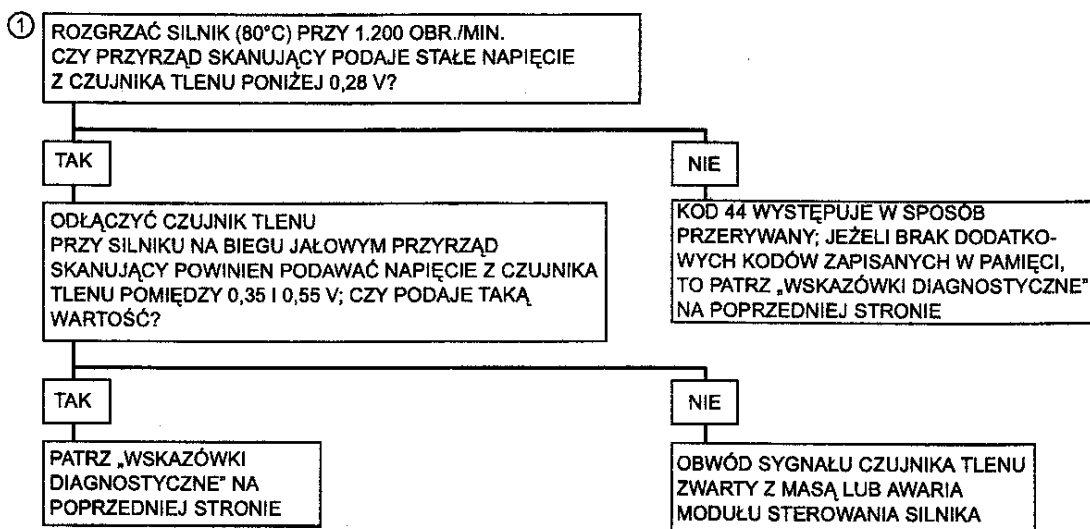 ① ROZGRZAĆ SILNIK (80°C) PRZY 1.200 OBR./MIN.
CZY PRZYRZĄD SKANUJĄCY PODAJE STAŁE NAPIĘCIE
Z CZUJNIKA TLENU PONIŻEJ 0,28 V?
TAK
NIE
ODŁĄCZYĆ CZUJNIK TLENU
PRZY SILNIKU NA BIEGU JAŁOWYM PRZYRZĄD
SKANUJĄCY POWINIEN PODAWAĆ NAPIĘCIE Z CZUJNIKA
TLENU POMIĘDZY 0,35 I 0,55 V; CZY PODAJE TAKĄ
WARTOŚĆ?
KOD 44 WYSTĘPUJE W SPOSÓB
PRZERYWANY; JEŻELI BRAK DODATKO-
WYCH KODÓW ZAPISANYCH W PAMIĘCI,
TO PATRZ „WSKAZÓWKI DIAGNOSTYCZNE"
NA POPRZEDNIEJ STRONIE
TAK
NIE
PATRZ „WSKAZÓWKI
DIAGNOSTYCZNE" NA
POPRZEDNIEJ STRONIE
OBWÓD SYGNAŁU CZUJNIKA TLENU
ZWARTY Z MASĄ LUB AWARIA
MODUŁU STEROWANIA SILNIKA